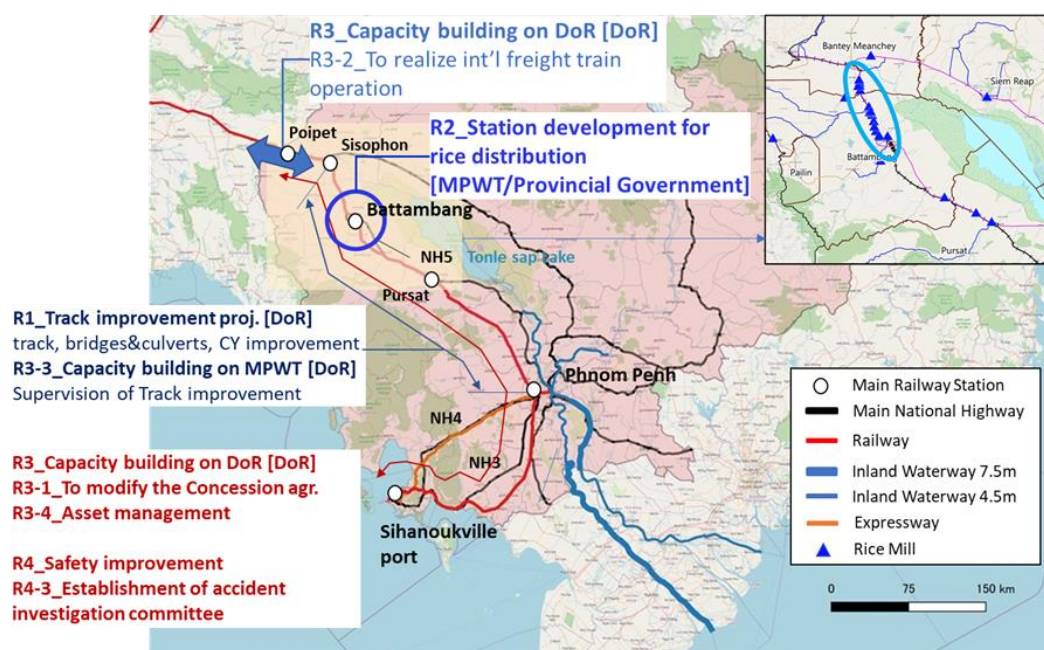 R3_Capacity building on DoR [DoR]
R3-2_To realize int'l freight train
operation
R2_Station development for
rice distribution
[MPWT/Provincial Government]
Poipet
Sisophon
Battambang
NH5
Tonle sap Lake
Pursat
Bantey Meanchey
Siem Reap
Battambang
Pailin
Pursat
R1_Track improvement proj. [DoR]
track, bridges&culverts, CY improvement
R3-3_Capacity building on MPWT [DoR]
Supervision of Track improvement
Phnom Penh
NH4
NH3
Sihanoukville
port
R3_Capacity building on DoR [DoR]
R3-1_To modify the Concession agr.
R3-4_Asset management
R4_Safety improvement
R4-3_Establishment of accident
investigation committee
Main Railway Station
Main National Highway
Railway
Inland Waterway 7.5m
Inland Waterway 4.5m
Expressway
Rice Mill
0 75 150 km